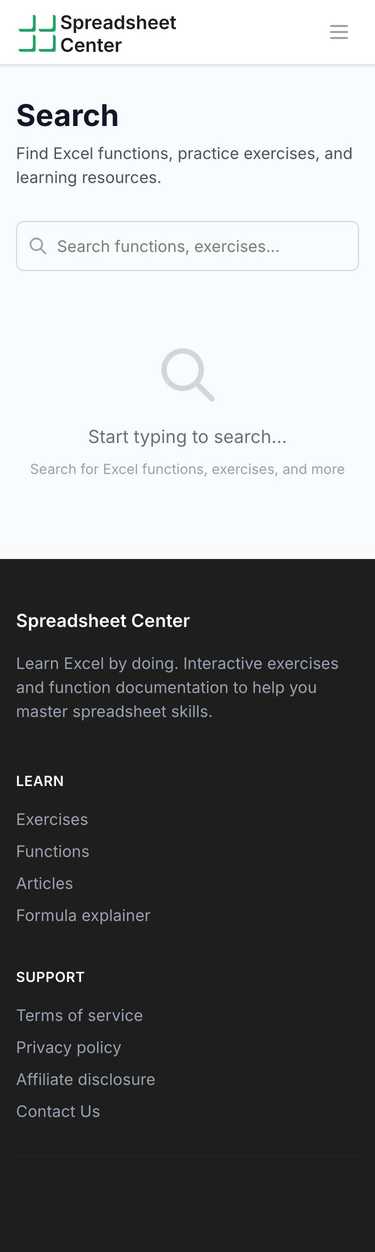 Spreadsheet
Center
Search
Find Excel functions, practice exercises, and
learning resources.
Search functions, exercises...
Start typing to search...
Search for Excel functions, exercises, and more
Spreadsheet Center
Learn Excel by doing. Interactive exercises
and function documentation to help you
master spreadsheet skills.
LEARN
Exercises
Functions
Articles
Formula explainer
SUPPORT
Terms of service
Privacy policy
Affiliate disclosure
Contact Us